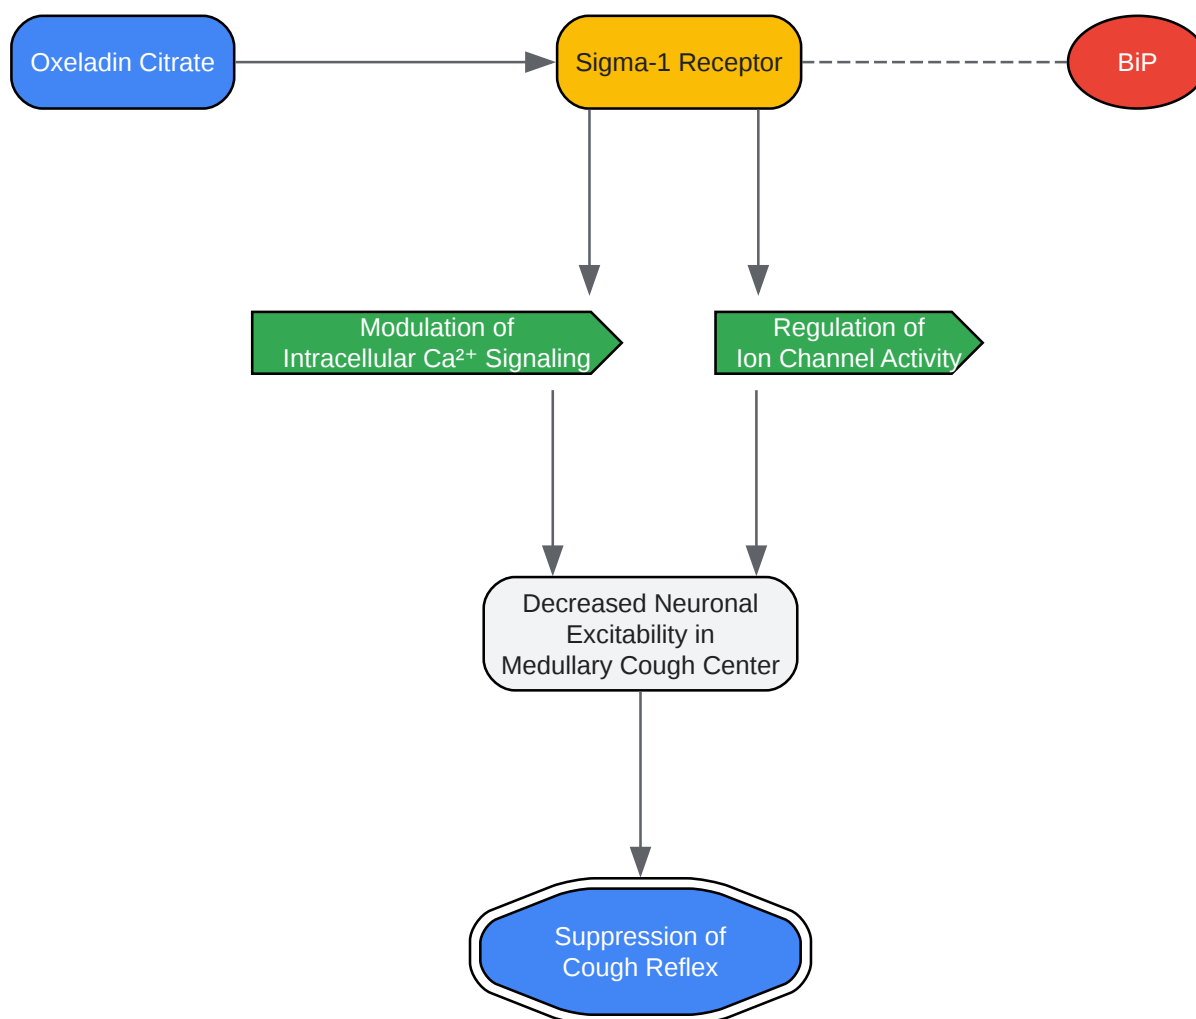 Oxeladin Citrate
Sigma-1 Receptor
BiP
Modulation of
Intracellular Ca²⁺ Signaling
Regulation of
Ion Channel Activity
Decreased Neuronal
Excitability in
Medullary Cough Center
Suppression of
Cough Reflex